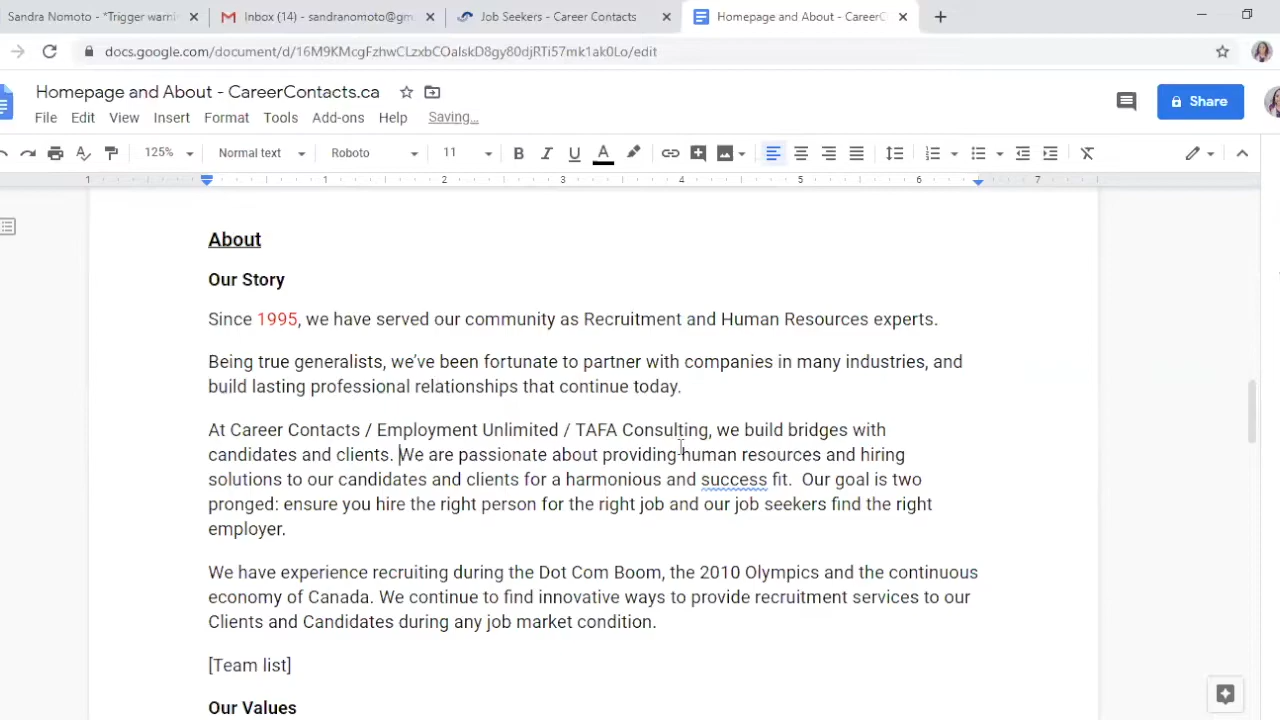 Sandra Nomoto - *Trigger warni
Inbox (14) - sandranomoto@gm
Job Seekers - Career Contacts
Homepage and About - CareerC
docs.google.com/document/d/16M9KMcgFzhwCLzxbCOalskD8gy80djRTi57mk1ak0Lo/edit
Homepage and About - CareerContacts.ca
File Edit View Insert Format Tools Add-ons Help Saving…
Share
125% Normal text Roboto 11 B I U A
1 1 2 3 4 5 6 7
About
Our Story
Since 1995, we have served our community as Recruitment and Human Resources experts.
Being true generalists, we’ve been fortunate to partner with companies in many industries, and
build lasting professional relationships that continue today.
At Career Contacts / Employment Unlimited / TAFA Consulting, we build bridges with
candidates and clients. We are passionate about providing human resources and hiring
solutions to our candidates and clients for a harmonious and success fit.  Our goal is two
pronged: ensure you hire the right person for the right job and our job seekers find the right
employer.
We have experience recruiting during the Dot Com Boom, the 2010 Olympics and the continuous
economy of Canada. We continue to find innovative ways to provide recruitment services to our
Clients and Candidates during any job market condition.
[Team list]
Our Values